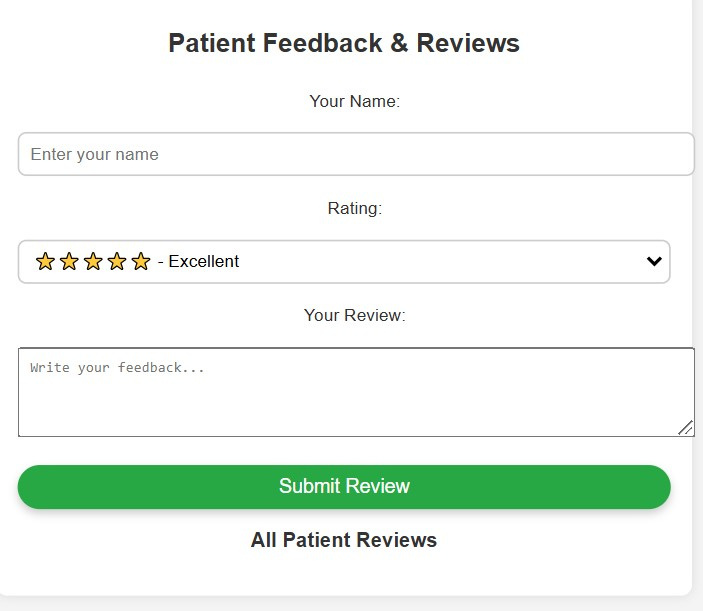 Patient Feedback & Reviews
Your Name:
Enter your name
Rating:
⭐⭐⭐⭐⭐ - Excellent
Your Review:
Write your feedback...
Submit Review
All Patient Reviews